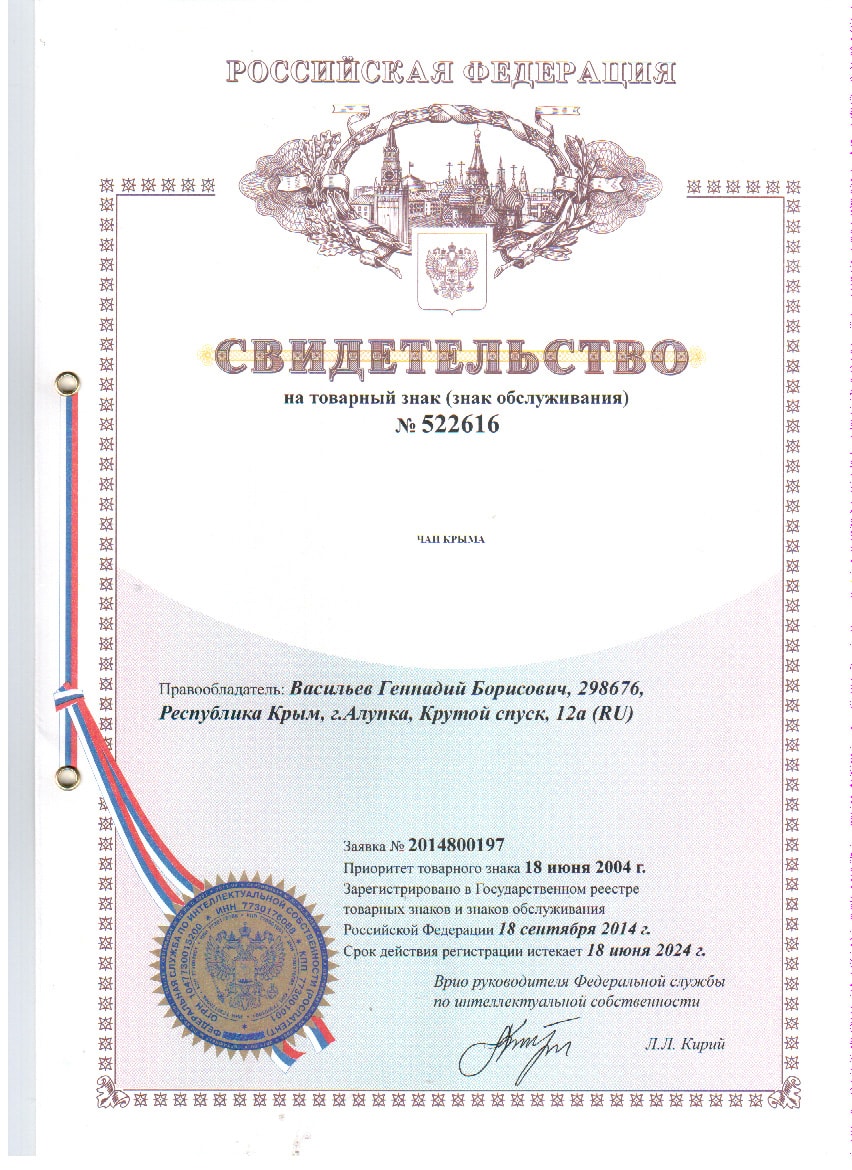 РОССИЙСКАЯ ФЕДЕРАЦИЯ
СВИДЕТЕЛЬСТВО
на товарный знак (знак обслуживания)
№ 522616
ЧАЙ КРЫМА
Правообладатель: Васильев Геннадий Борисович, 298676,
Республика Крым, г.Алупка, Крутой спуск, 12а (RU)
Заявка № 2014800197
Приоритет товарного знака 18 июня 2004 г.
Зарегистрировано в Государственном реестре
товарных знаков и знаков обслуживания
Российской Федерации 18 сентября 2014 г.
Срок действия регистрации истекает 18 июня 2024 г.
Врио руководителя Федеральной службы
по интеллектуальной собственности
Л.Л. Кирий
ФЕДЕРАЛЬНАЯ СЛУЖБА ПО ИНТЕЛЛЕКТУАЛЬНОЙ СОБСТВЕННОСТИ (РОСПАТЕНТ)
ОГРН 1047730015200 * ИНН 7730176088 * КПП 773001001